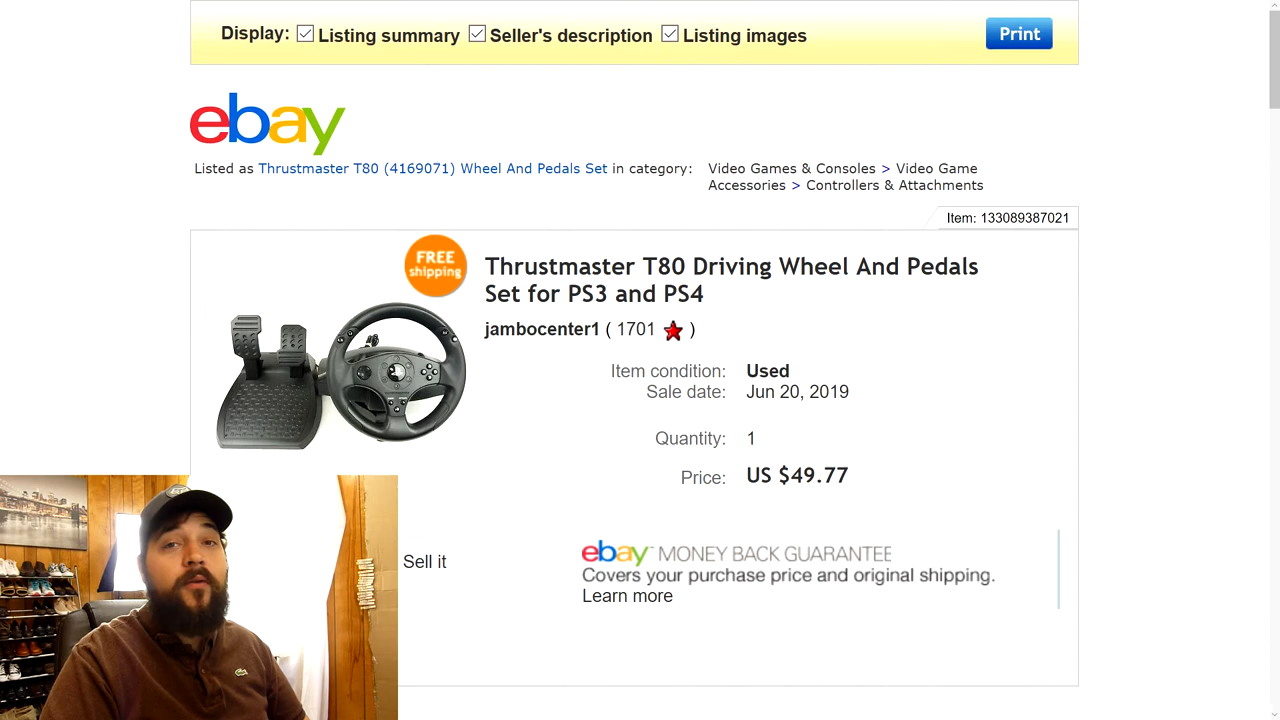 Display: Listing summary Seller's description Listing images Print
ebay
Listed as Thrustmaster T80 (4169071) Wheel And Pedals Set in category:
Video Games & Consoles > Video Game
Accessories > Controllers & Attachments
Item: 133089387021
FREE
shipping
Thrustmaster T80 Driving Wheel And Pedals
Set for PS3 and PS4
jambocenter1 ( 1701 )
Item condition: Used
Sale date: Jun 20, 2019
Quantity: 1
Price: US $49.77
Sell it
ebay™ MONEY BACK GUARANTEE
Covers your purchase price and original shipping.
Learn more